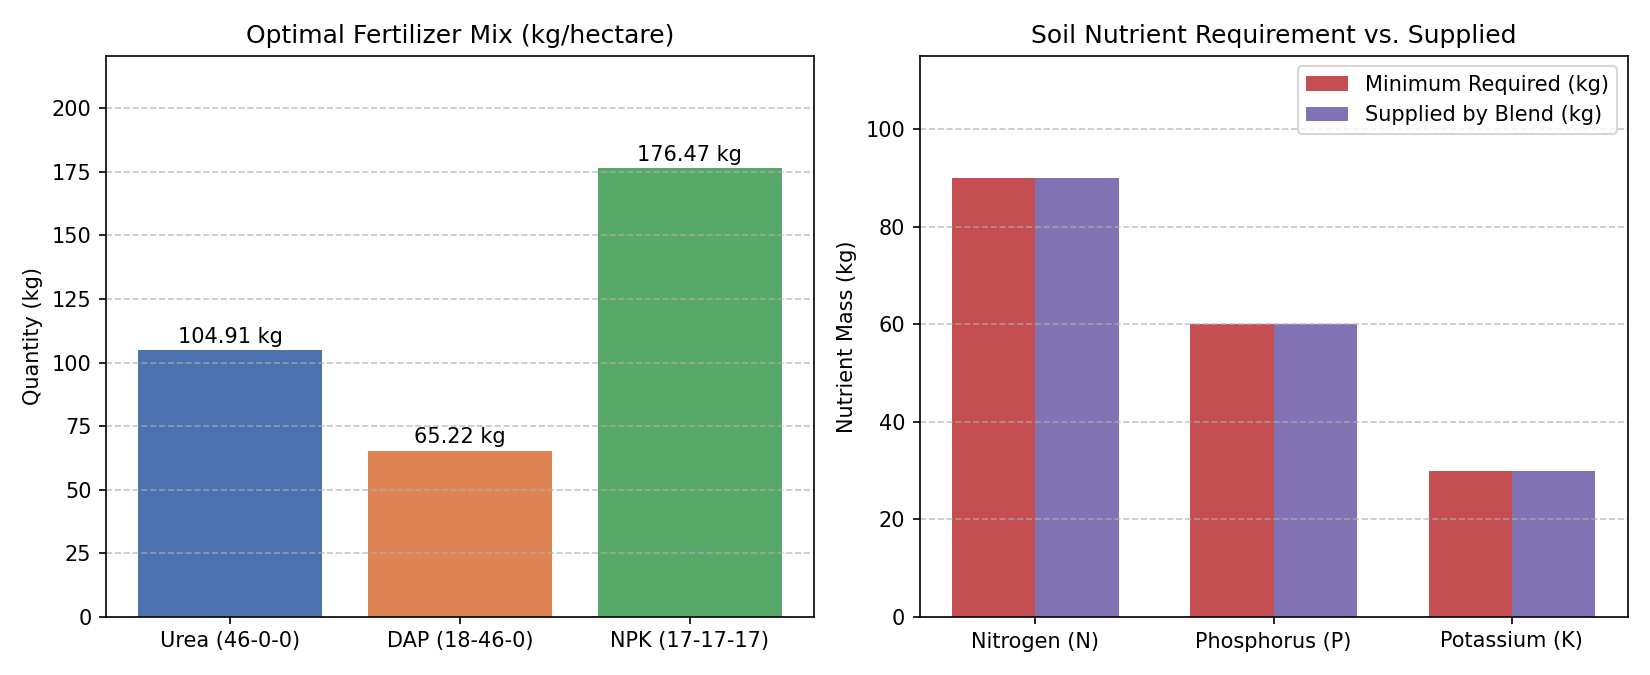 Optimal Fertilizer Mix (kg/hectare)
Quantity (kg)
200
175
150
125
100
75
50
25
0
104.91 kg
65.22 kg
176.47 kg
Urea (46-0-0)
DAP (18-46-0)
NPK (17-17-17)
Soil Nutrient Requirement vs. Supplied
Minimum Required (kg)
Supplied by Blend (kg)
Nutrient Mass (kg)
100
80
60
40
20
0
Nitrogen (N)
Phosphorus (P)
Potassium (K)